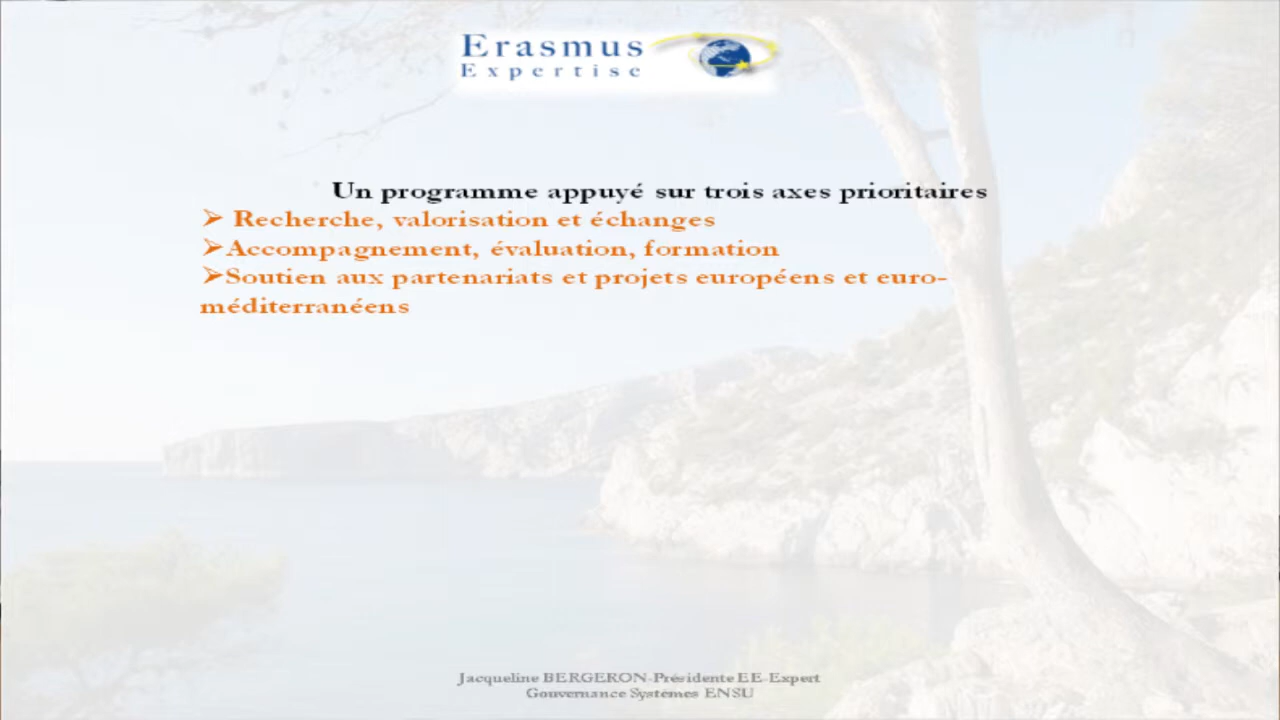 Erasmus
Expertise
Un programme appuyé sur trois axes prioritaires
➢ Recherche, valorisation et échanges
➢Accompagnement, évaluation, formation
➢Soutien aux partenariats et projets européens et euro-
méditerranéens
Jacqueline BERGERON-Présidente EE-Expert
Gouvernance Systèmes ENSU